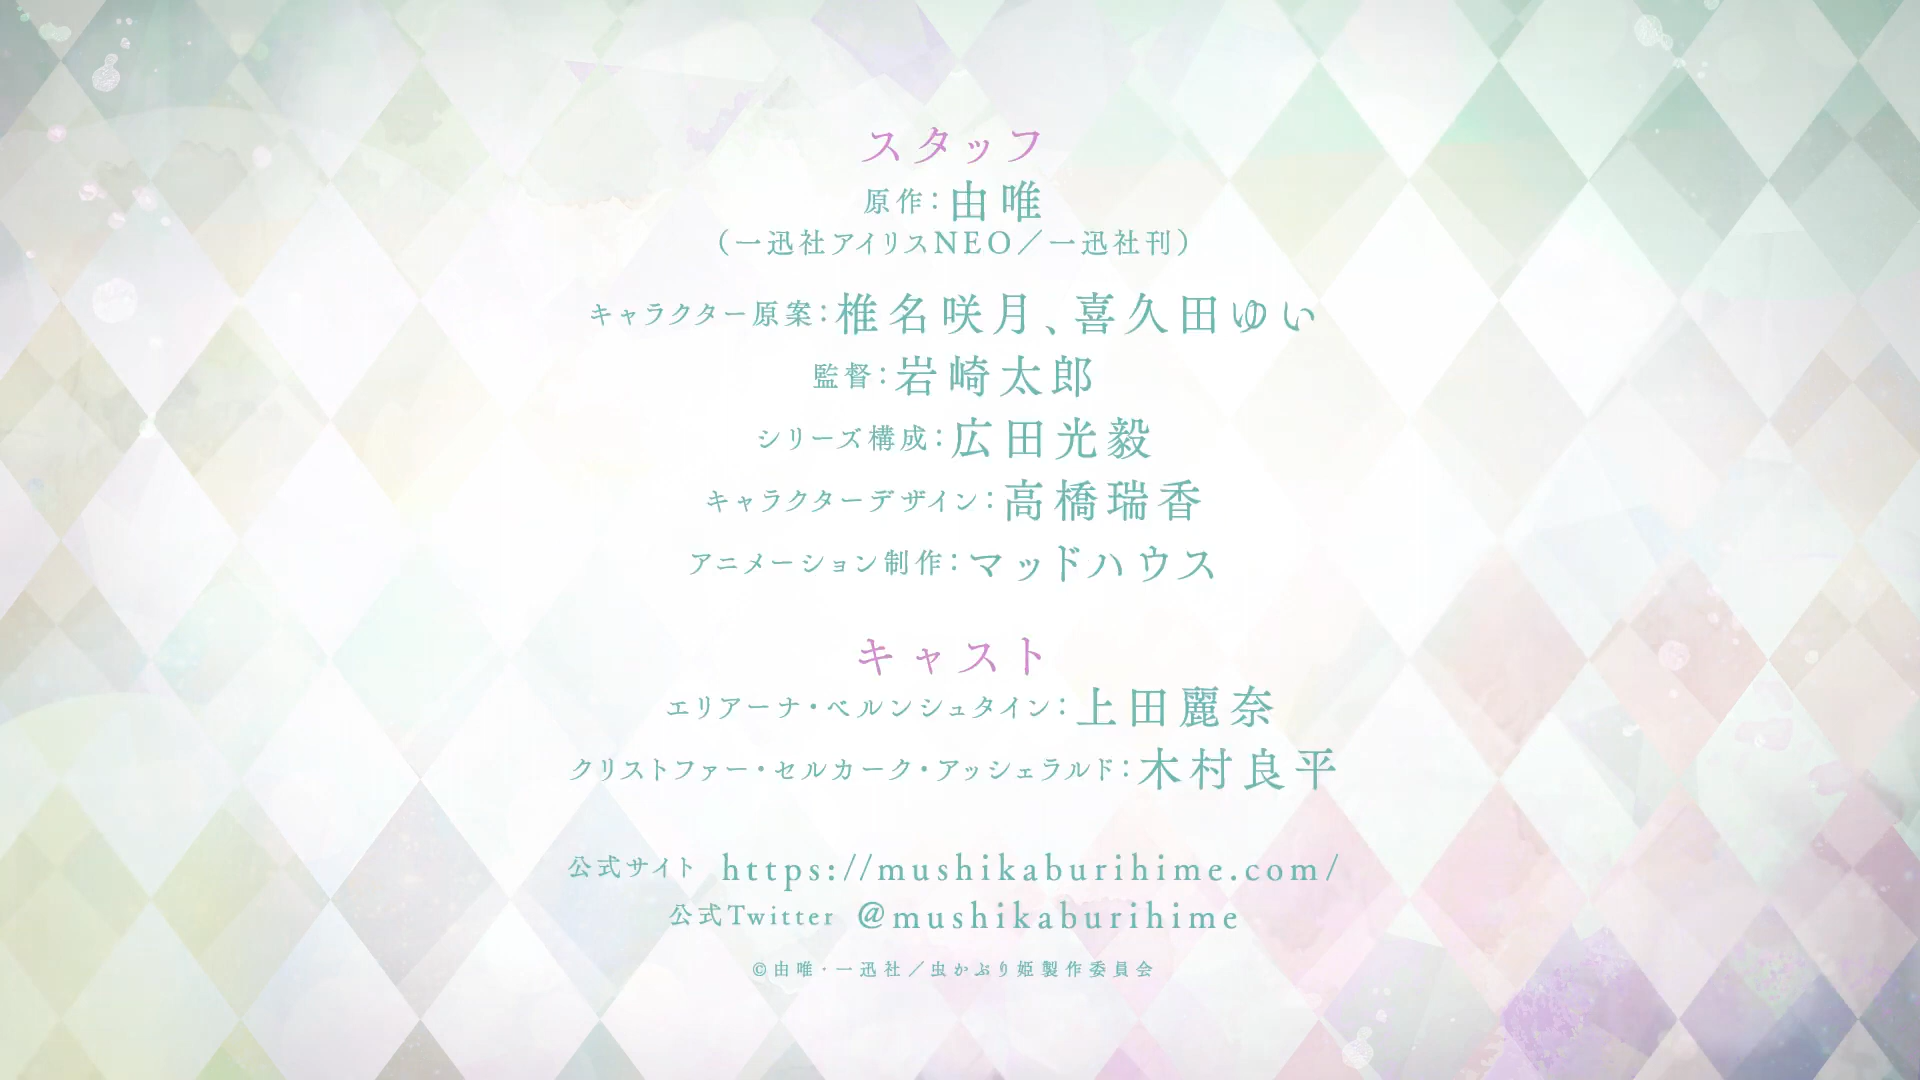 スタッフ
原作：由唯
（一迅社アイリスNEO／一迅社刊）
キャラクター原案：椎名咲月、喜久田ゆい
監督：岩崎太郎
シリーズ構成：広田光毅
キャラクターデザイン：高橋瑞香
アニメーション制作：マッドハウス
キャスト
エリアーナ・ベルンシュタイン：上田麗奈
クリストファー・セルカーク・アッシェラルド：木村良平
公式サイト https://mushikaburihime.com/
公式Twitter @mushikaburihime
©由唯・一迅社／虫かぶり姫製作委員会